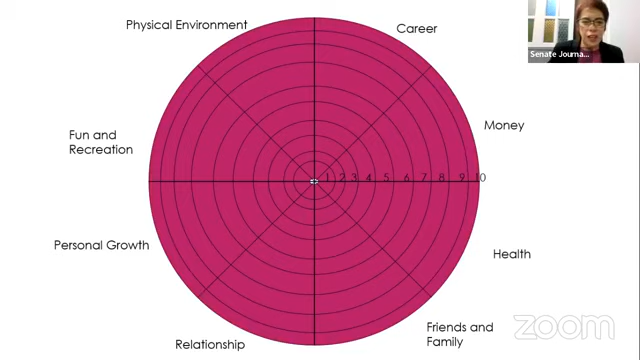 Physical Environment
Career
Senate Journa...
Fun and
Recreation
Money
1 2 3 4 5 6 7 8 9 10
Personal Growth
Health
Relationship
Friends and
Family
zoom